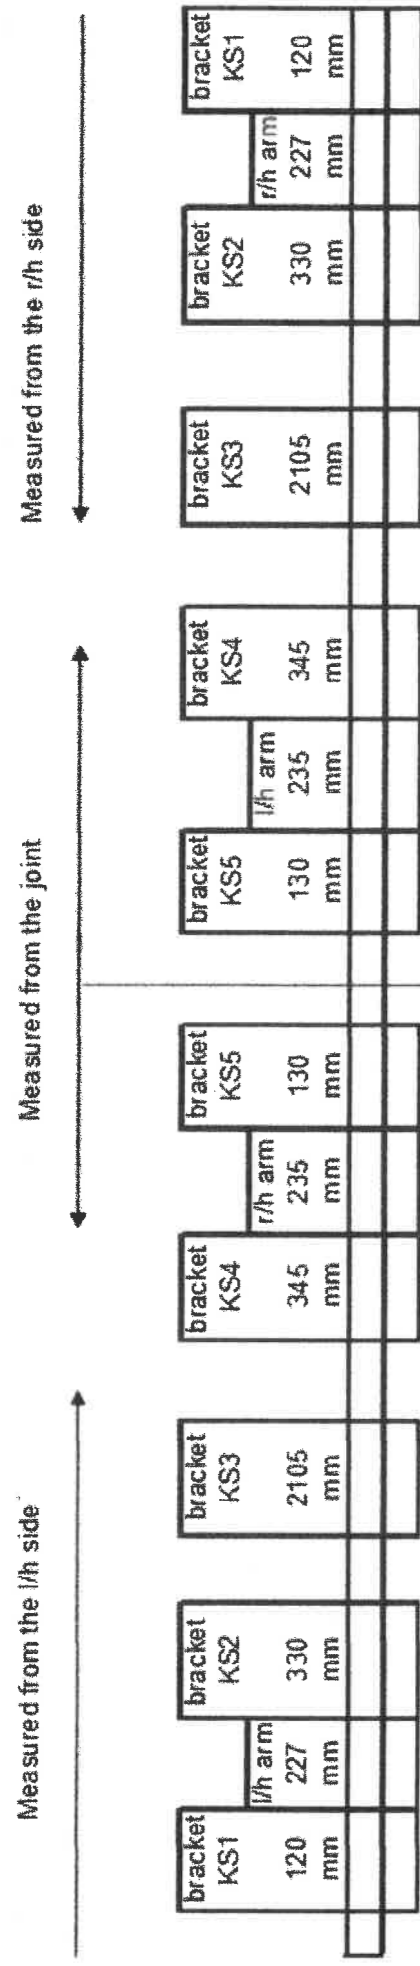 Measured from the l/h side
Measured from the joint
Measured from the r/h side
bracket
KS1
120
mm
l/h arm
227
mm
bracket
KS2
330
mm
bracket
KS3
2105
mm
bracket
KS4
345
mm
r/h arm
235
mm
bracket
KS5
130
mm
bracket
KS5
130
mm
l/h arm
235
mm
bracket
KS4
345
mm
bracket
KS3
2105
mm
bracket
KS2
330
mm
r/h arm
227
mm
bracket
KS1
120
mm